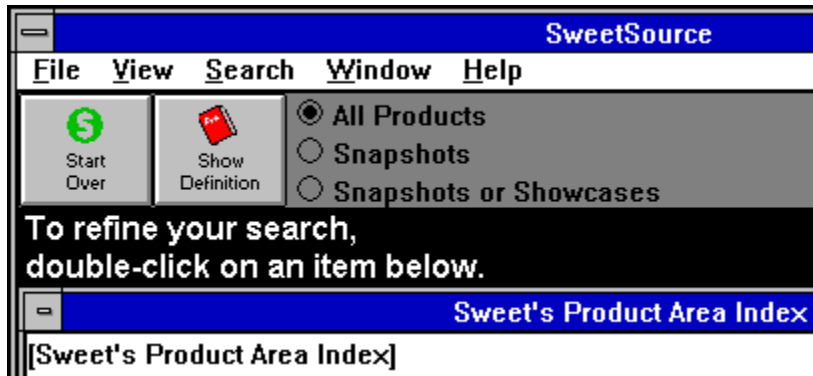 SweetSource
File View Search Window Help
Start Over
Show Definition
All Products
Snapshots
Snapshots or Showcases
To refine your search,
double-click on an item below.
Sweet's Product Area Index
[Sweet's Product Area Index]